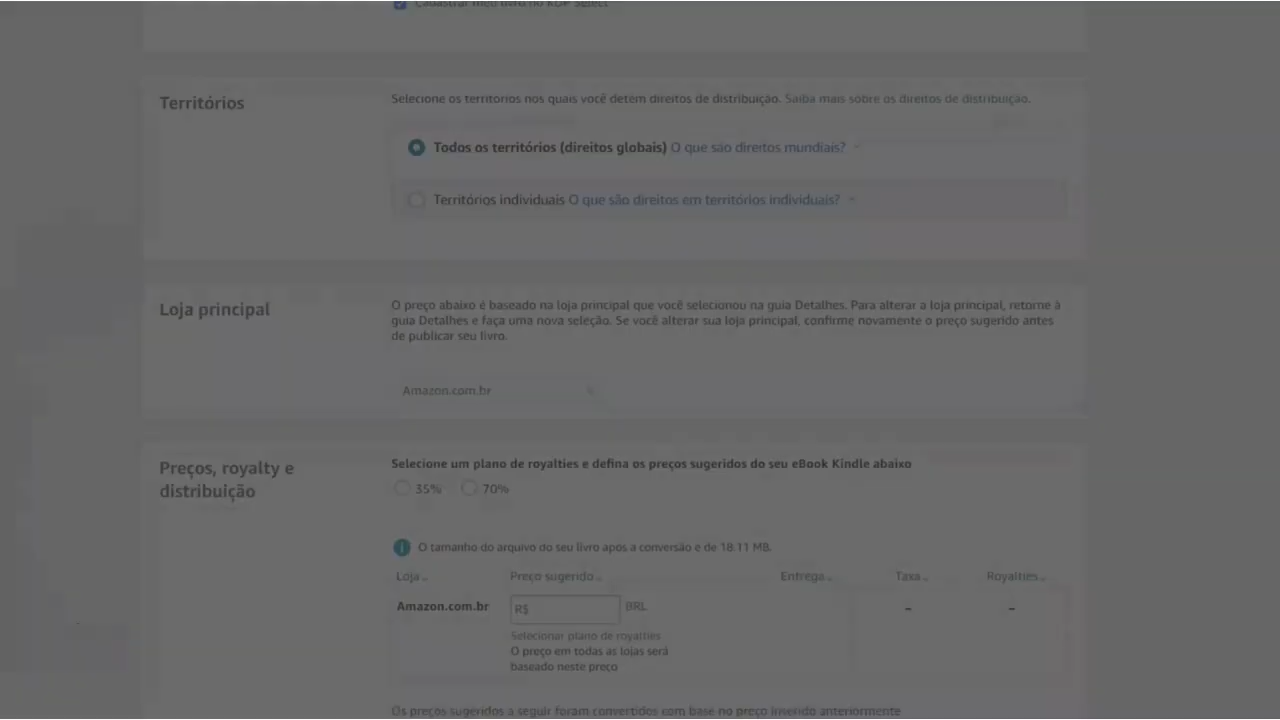 Cadastrar meu livro no KDP Select
Territórios
Selecione os territórios nos quais você detém direitos de distribuição. Saiba mais sobre os direitos de distribuição.
Todos os territórios (direitos globais) O que são direitos mundiais?
Territórios individuais O que são direitos em territórios individuais?
Loja principal
O preço abaixo é baseado na loja principal que você selecionou na guia Detalhes. Para alterar a loja principal, retorne à
guia Detalhes e faça uma nova seleção. Se você alterar sua loja principal, confirme novamente o preço sugerido antes
de publicar seu livro.
Amazon.com.br
Preços, royalty e
distribuição
Selecione um plano de royalties e defina os preços sugeridos do seu eBook Kindle abaixo
35% 70%
O tamanho do arquivo do seu livro após a conversão é de 18.11 MB.
Loja Preço sugerido Entrega Taxa Royalties
Amazon.com.br R$ BRL – –
Selecionar plano de royalties
O preço em todas as lojas será
baseado neste preço
Os preços sugeridos a seguir foram convertidos com base no preço inserido anteriormente